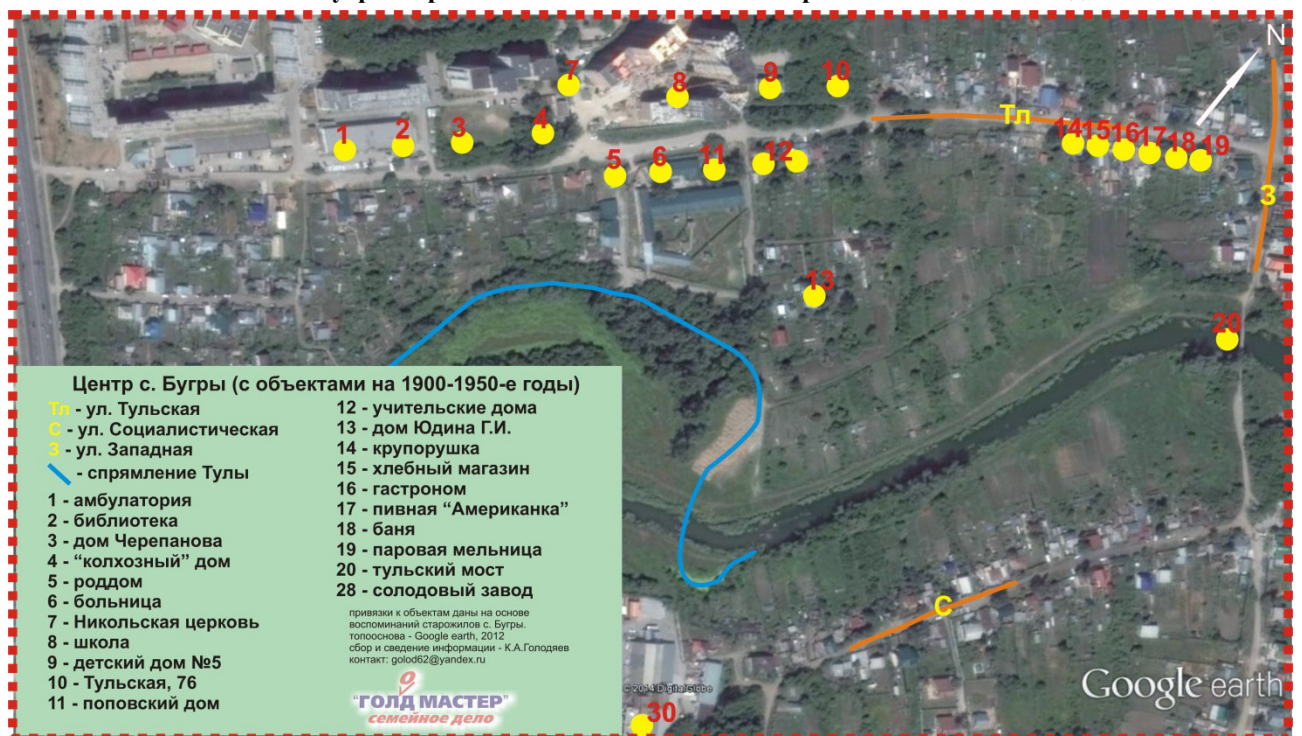 N
7
8
9
10
1
2
3
4
Тл
14
15
16
17
18
19
5
6
11
12
З
13
20
Центр с. Бугры (с объектами на 1900-1950-е годы)
Тл - ул. Тульская
С - ул. Социалистическая
З - ул. Западная
- спрямление Тулы
1 - амбулатория
2 - библиотека
3 - дом Черепанова
4 - “колхозный” дом
5 - роддом
6 - больница
7 - Никольская церковь
8 - школа
9 - детский дом №5
10 - Тульская, 76
11 - поповский дом
12 - учительские дома
13 - дом Юдина Г.И.
14 - крупорушка
15 - хлебный магазин
16 - гастроном
17 - пивная “Американка”
18 - баня
19 - паровая мельница
20 - тульский мост
28 - солодовый завод
привязки к объектам даны на основе
воспоминаний старожилов с. Бугры.
топооснова - Google earth, 2012
сбор и сведение информации - К.А.Голодяев
контакт: golod62@yandex.ru
"ГОЛД МАСТЕР"
семейное дело
С
© 2014 DigitalGlobe
Google earth
30